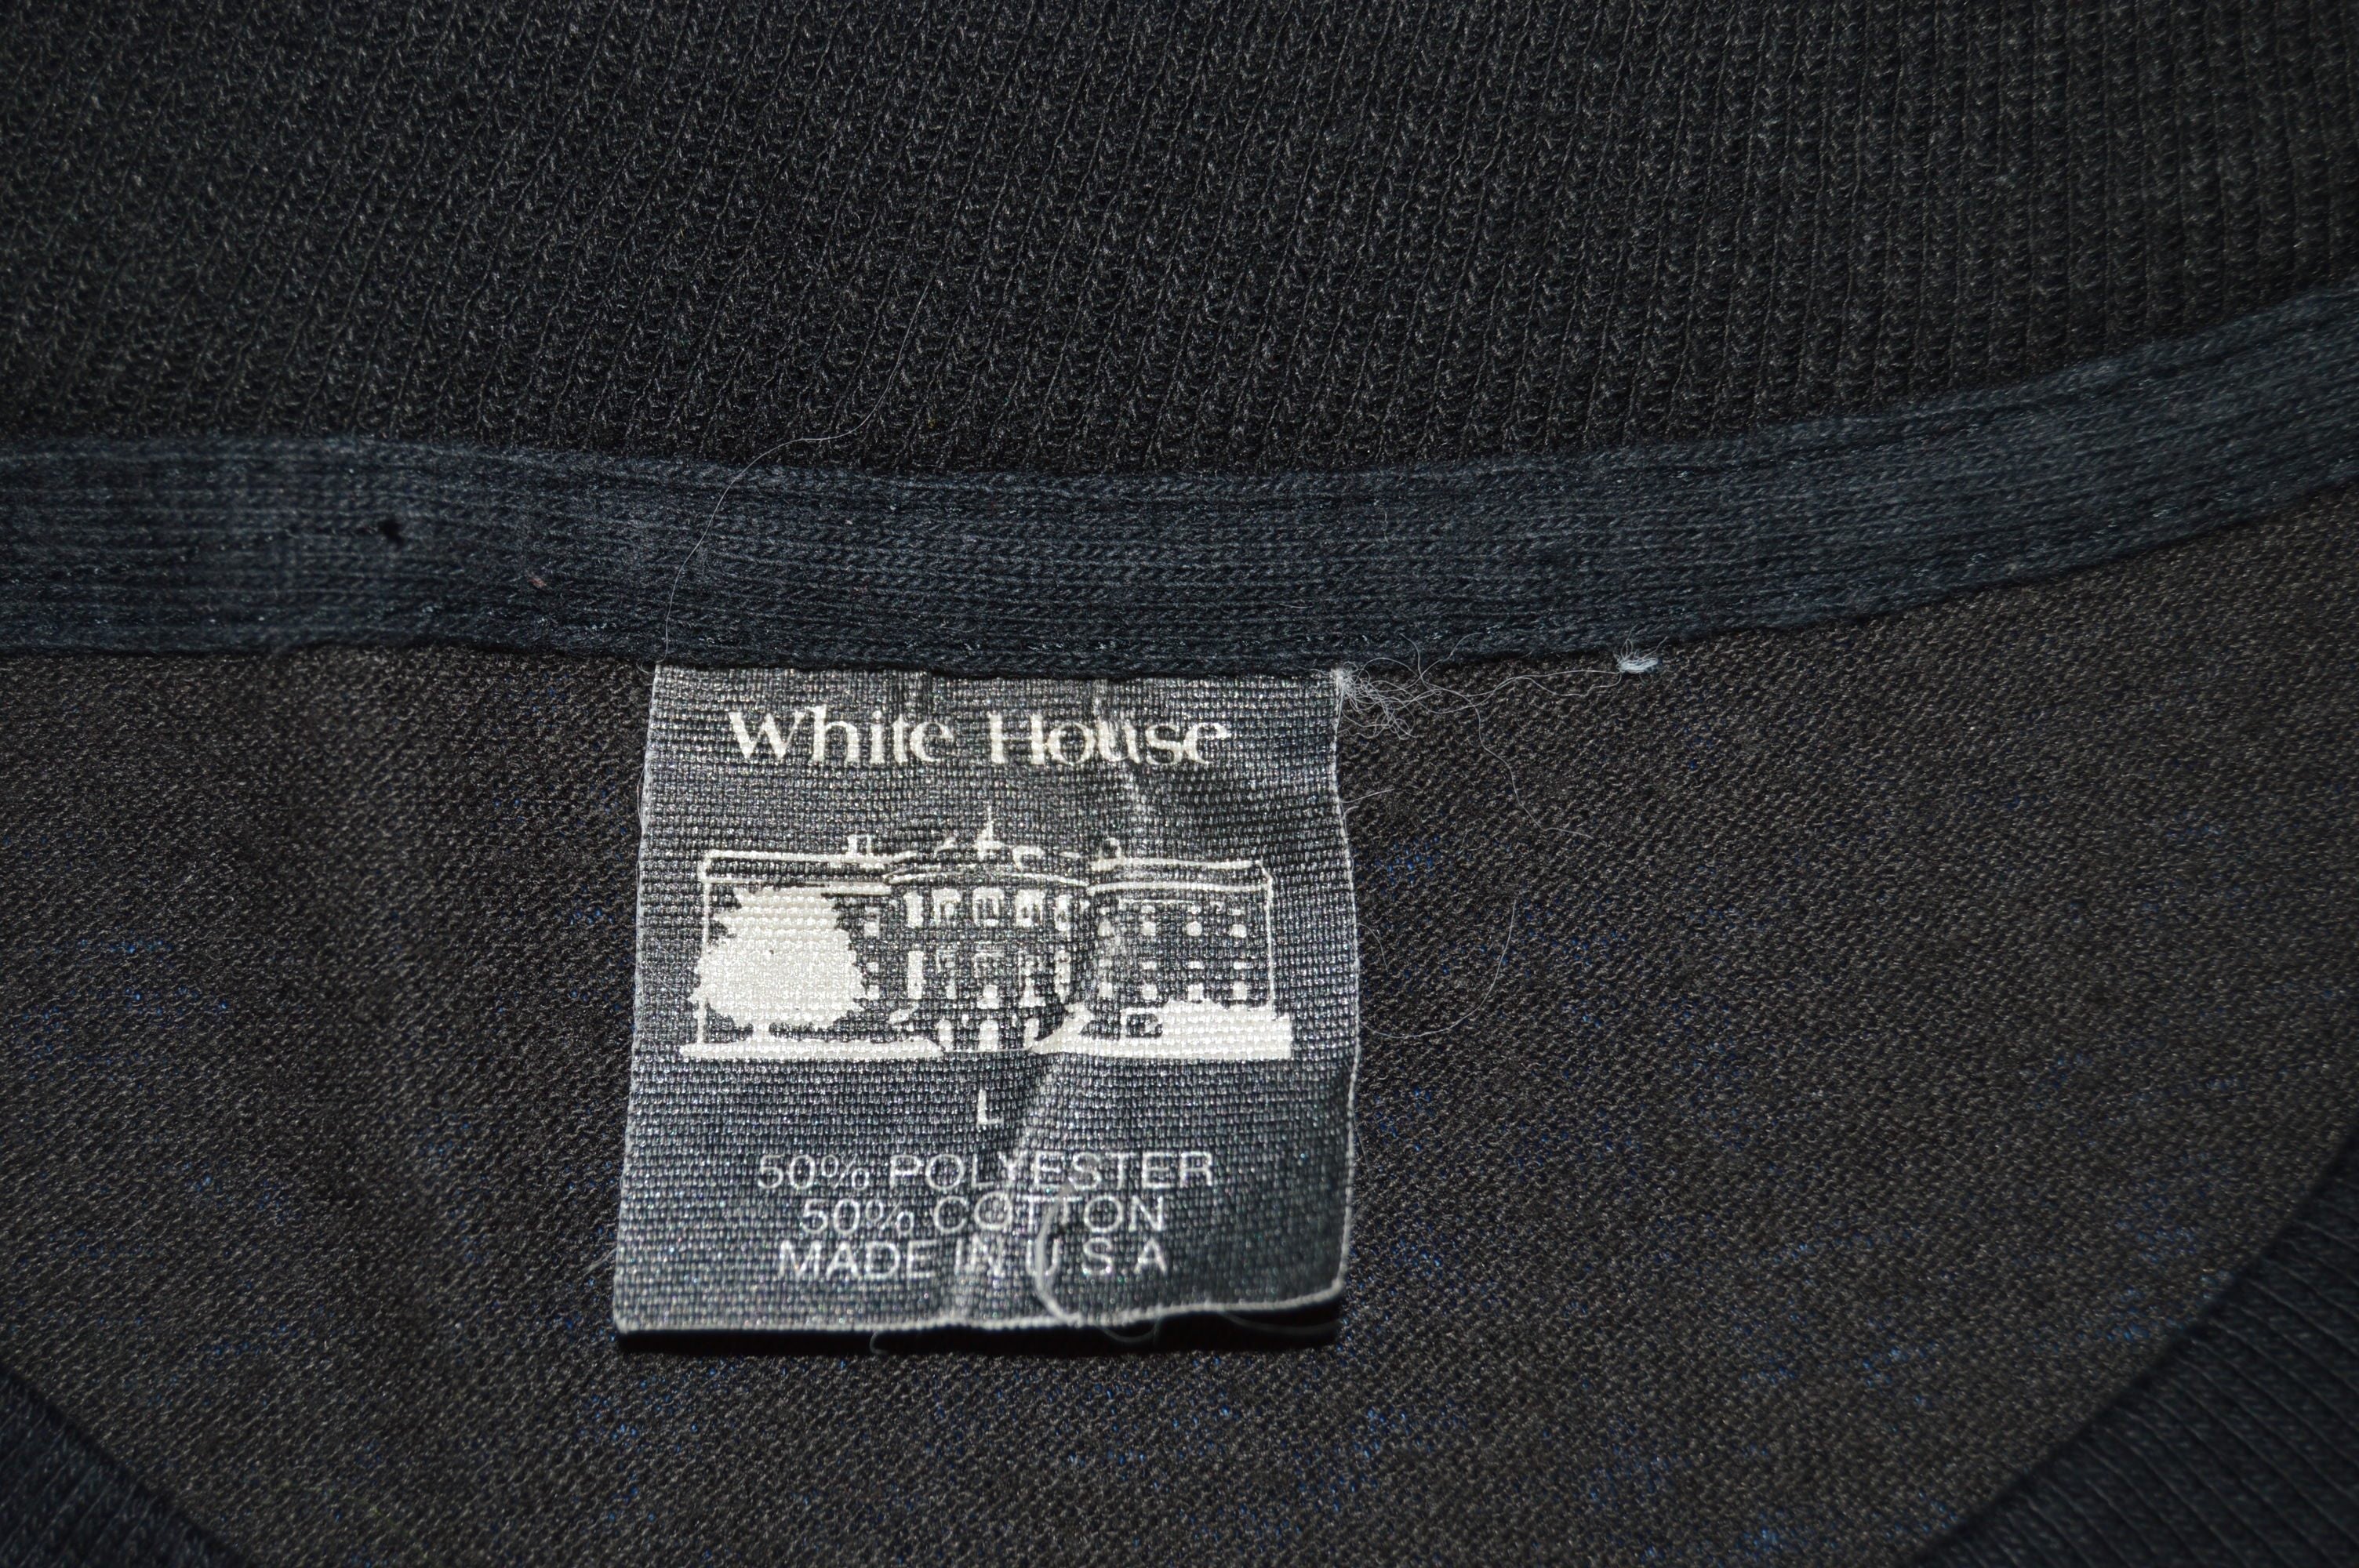 White House
L
50% POLYESTER
50% COTTON
MADE IN U S A